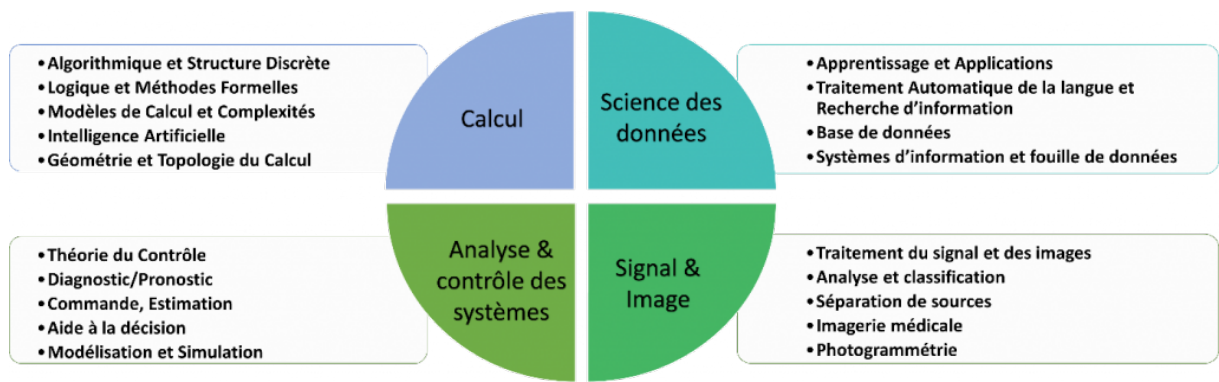 • Algorithmique et Structure Discrète
• Logique et Méthodes Formelles
• Modèles de Calcul et Complexités
• Intelligence Artificielle
• Géométrie et Topologie du Calcul
Calcul
Science des
données
• Apprentissage et Applications
• Traitement Automatique de la langue et
Recherche d'information
• Base de données
• Systèmes d'information et fouille de données
• Théorie du Contrôle
• Diagnostic/Pronostic
• Commande, Estimation
• Aide à la décision
• Modélisation et Simulation
Analyse &
contrôle des
systèmes
Signal &
Image
• Traitement du signal et des images
• Analyse et classification
• Séparation de sources
• Imagerie médicale
• Photogrammétrie